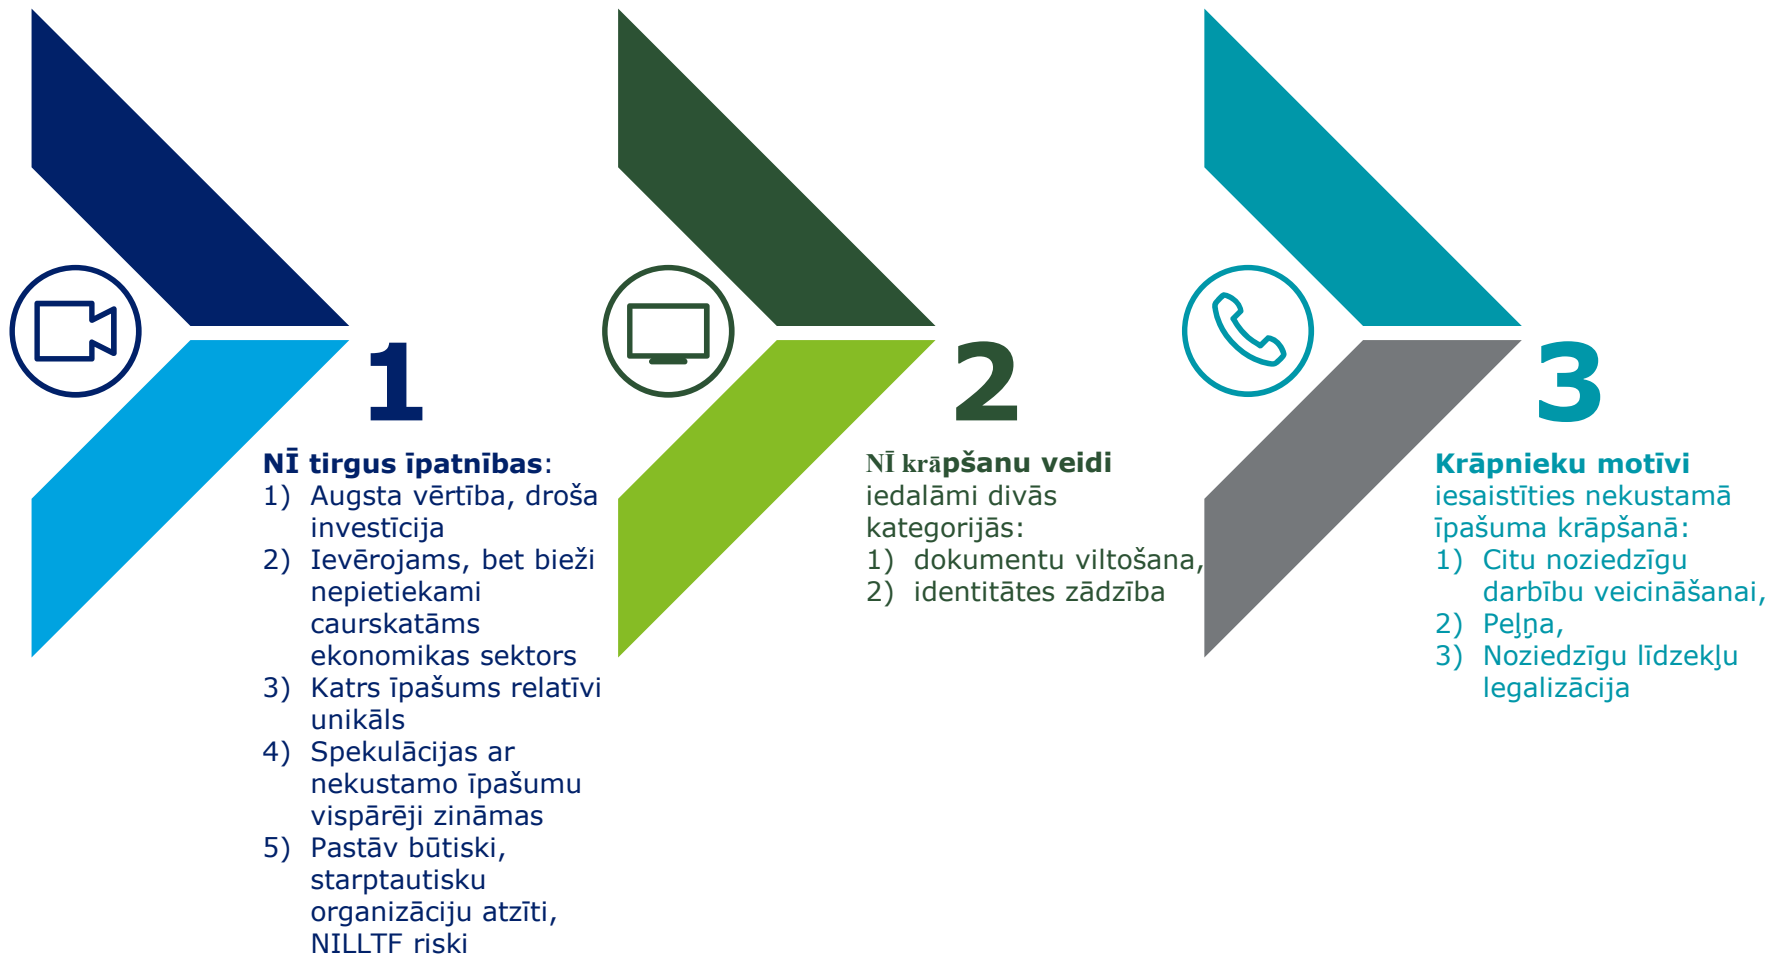 1
NĪ tirgus īpatnības:
1) Augsta vērtība, droša
investīcija
2) Ievērojams, bet bieži
nepietiekami
caurskatāms
ekonomikas sektors
3) Katrs īpašums relatīvi
unikāls
4) Spekulācijas ar
nekustamo īpašumu
vispārēji zināmas
5) Pastāv būtiski,
starptautisku
organizāciju atzīti,
NILLTF riski
2
NĪ krāpšanu veidi
iedalāmi divās
kategorijās:
1) dokumentu viltošana,
2) identitātes zādzība
3
Krāpnieku motīvi
iesaistīties nekustamā
īpašuma krāpšanā:
1) Citu noziedzīgu
darbību veicināšanai,
2) Peļņa,
3) Noziedzīgu līdzekļu
legalizācija